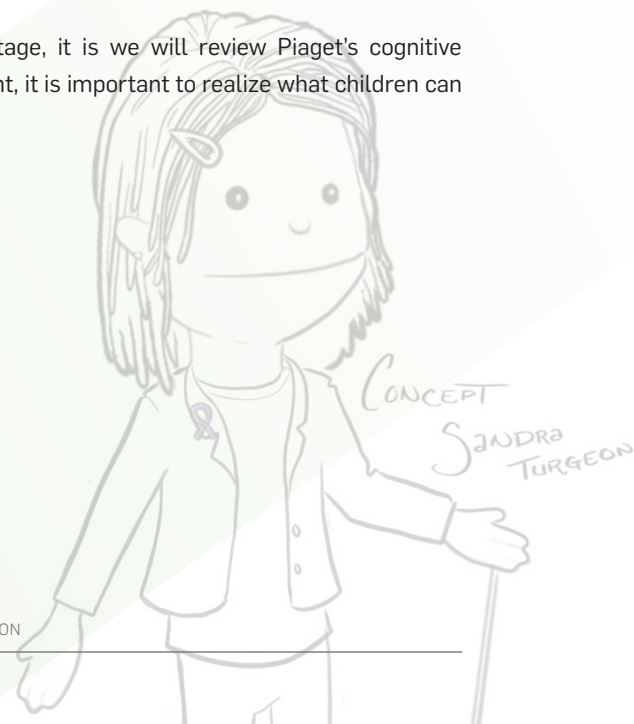 tage, it is we will review Piaget's cognitive
nt, it is important to realize what children can
CONCEPT
SANDRA
TURGEON
ON